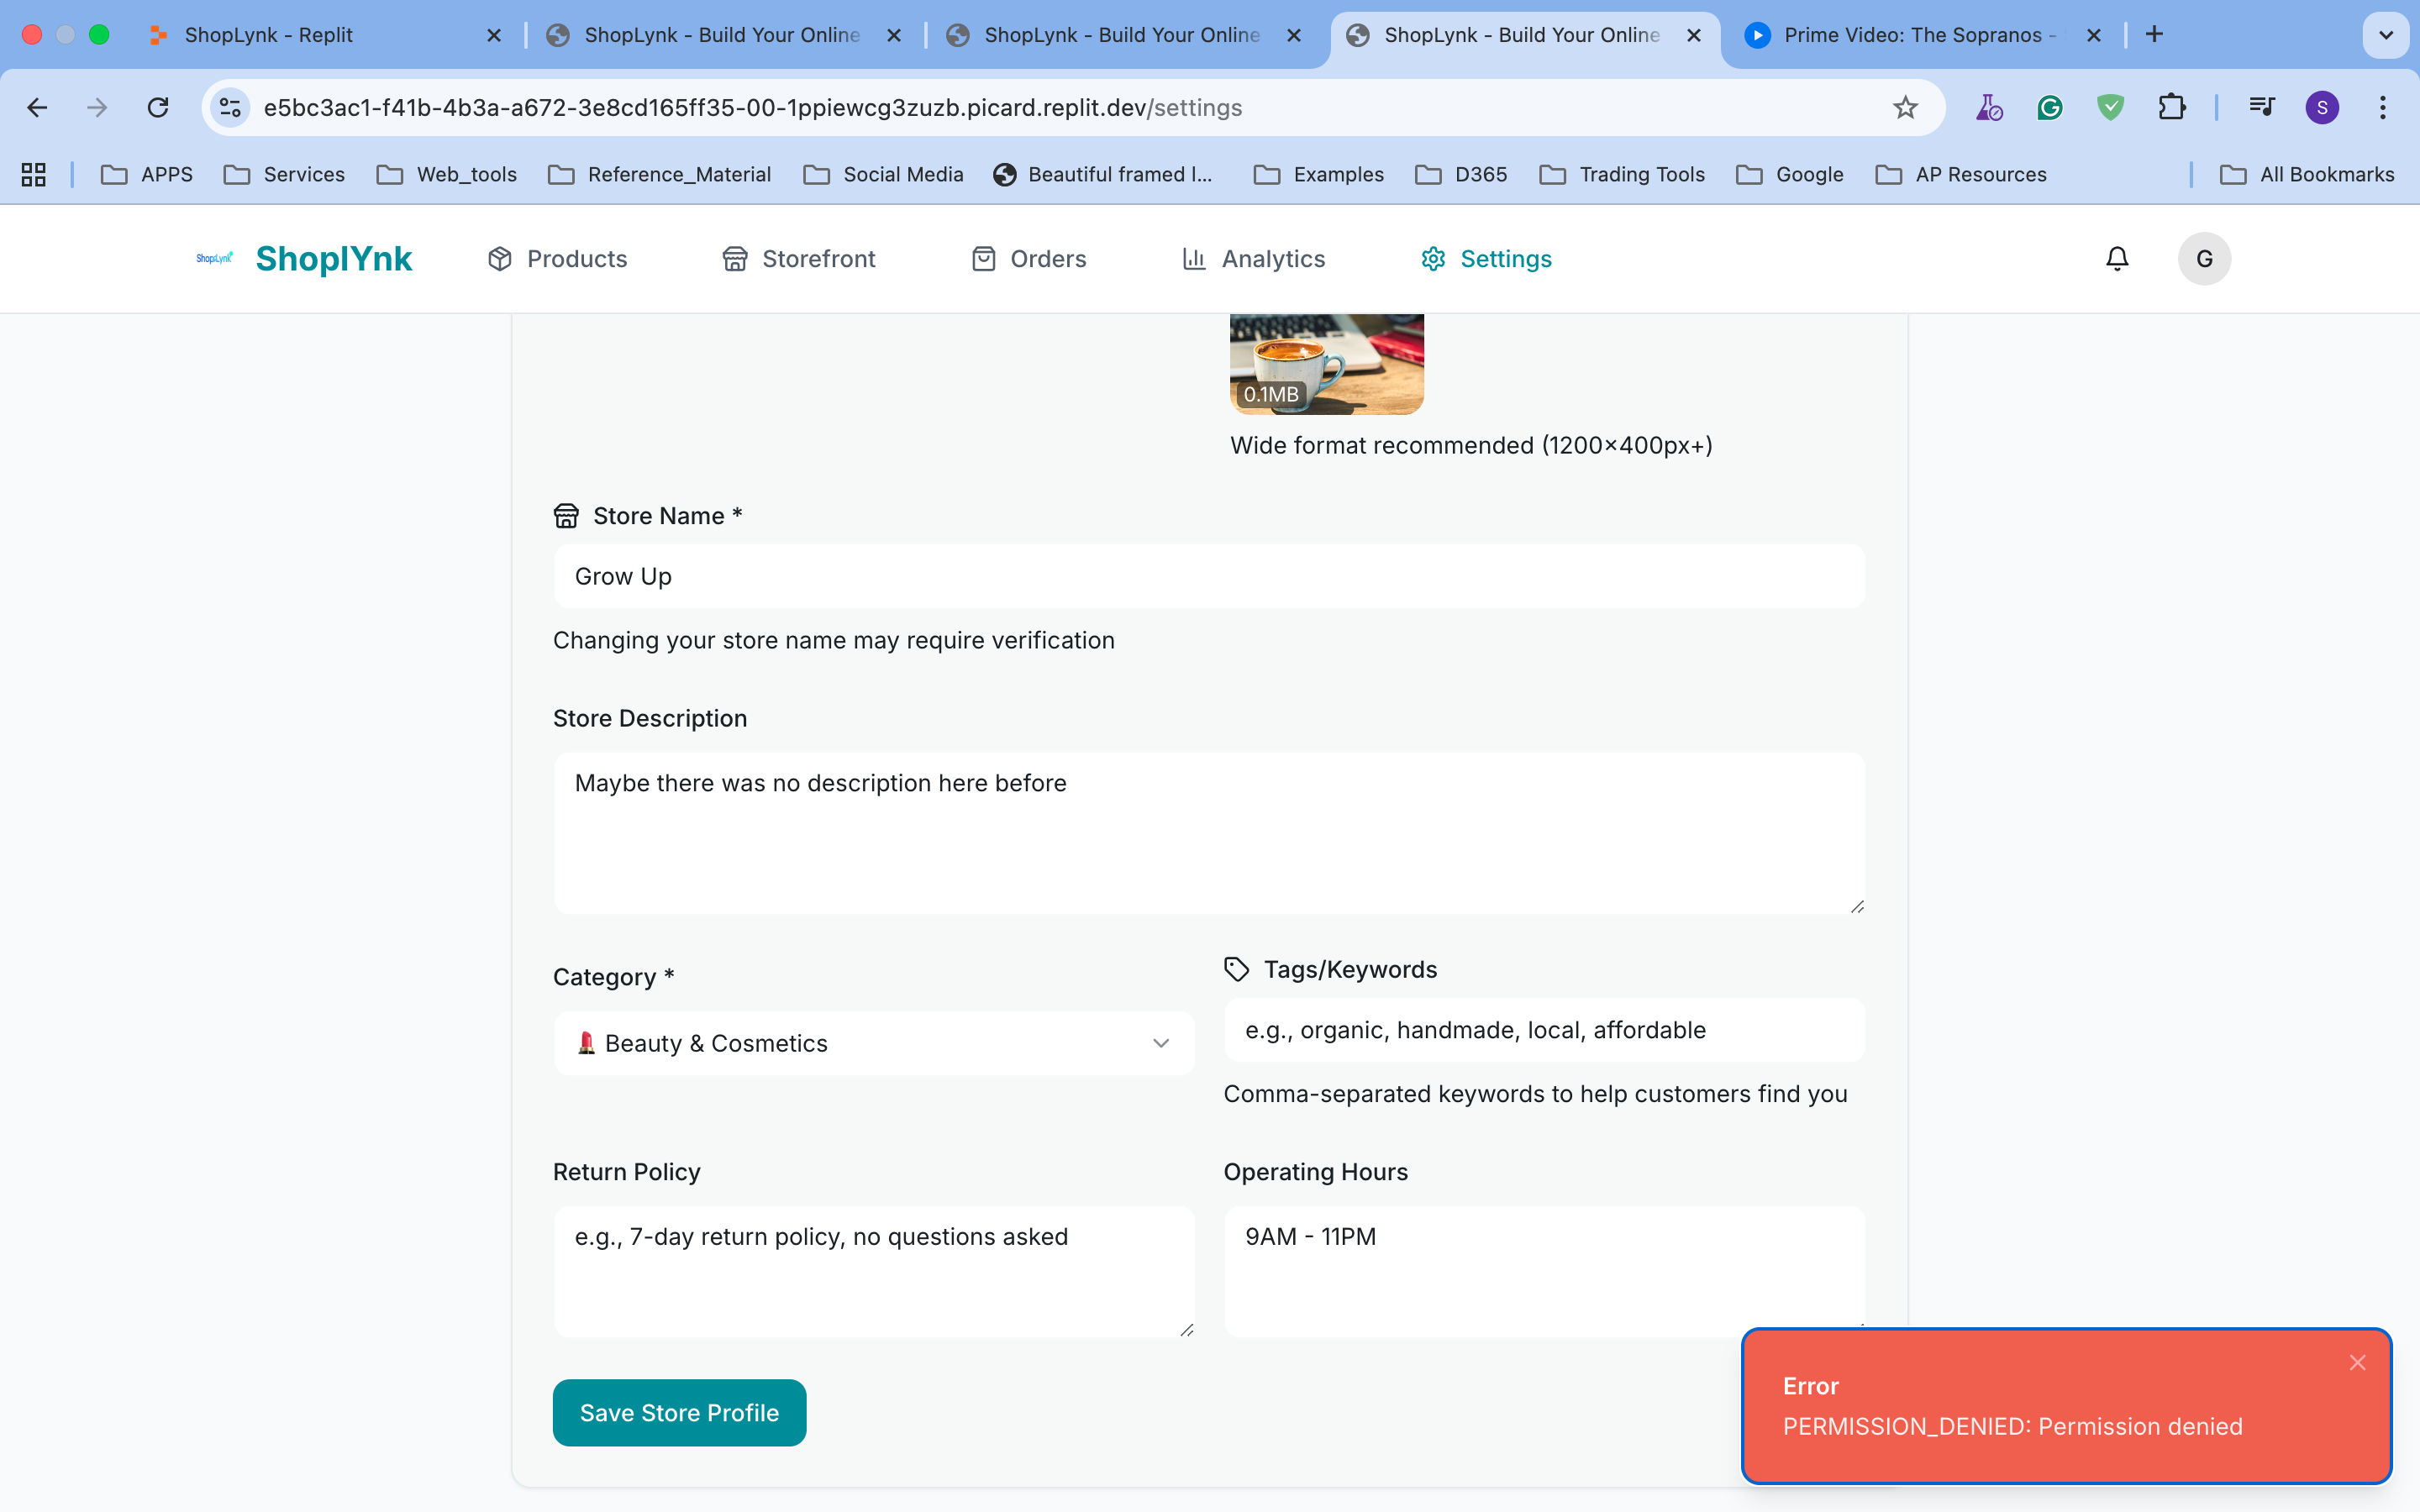 ShopLynk - Replit
ShopLynk - Build Your Online
ShopLynk - Build Your Online
ShopLynk - Build Your Online
Prime Video: The Sopranos -
e5bc3ac1-f41b-4b3a-a672-3e8cd165ff35-00-1ppiewcg3zuzb.picard.replit.dev/settings
S
APPS
Services
Web_tools
Reference_Material
Social Media
Beautiful framed l...
Examples
D365
Trading Tools
Google
AP Resources
All Bookmarks
ShopLynk
ShoplYnk
Products
Storefront
Orders
Analytics
Settings
G
0.1MB
Wide format recommended (1200×400px+)
Store Name *
Grow Up
Changing your store name may require verification
Store Description
Maybe there was no description here before
Category *
Tags/Keywords
💄 Beauty & Cosmetics
e.g., organic, handmade, local, affordable
Comma-separated keywords to help customers find you
Return Policy
Operating Hours
e.g., 7-day return policy, no questions asked
9AM - 11PM
Save Store Profile
Error
PERMISSION_DENIED: Permission denied